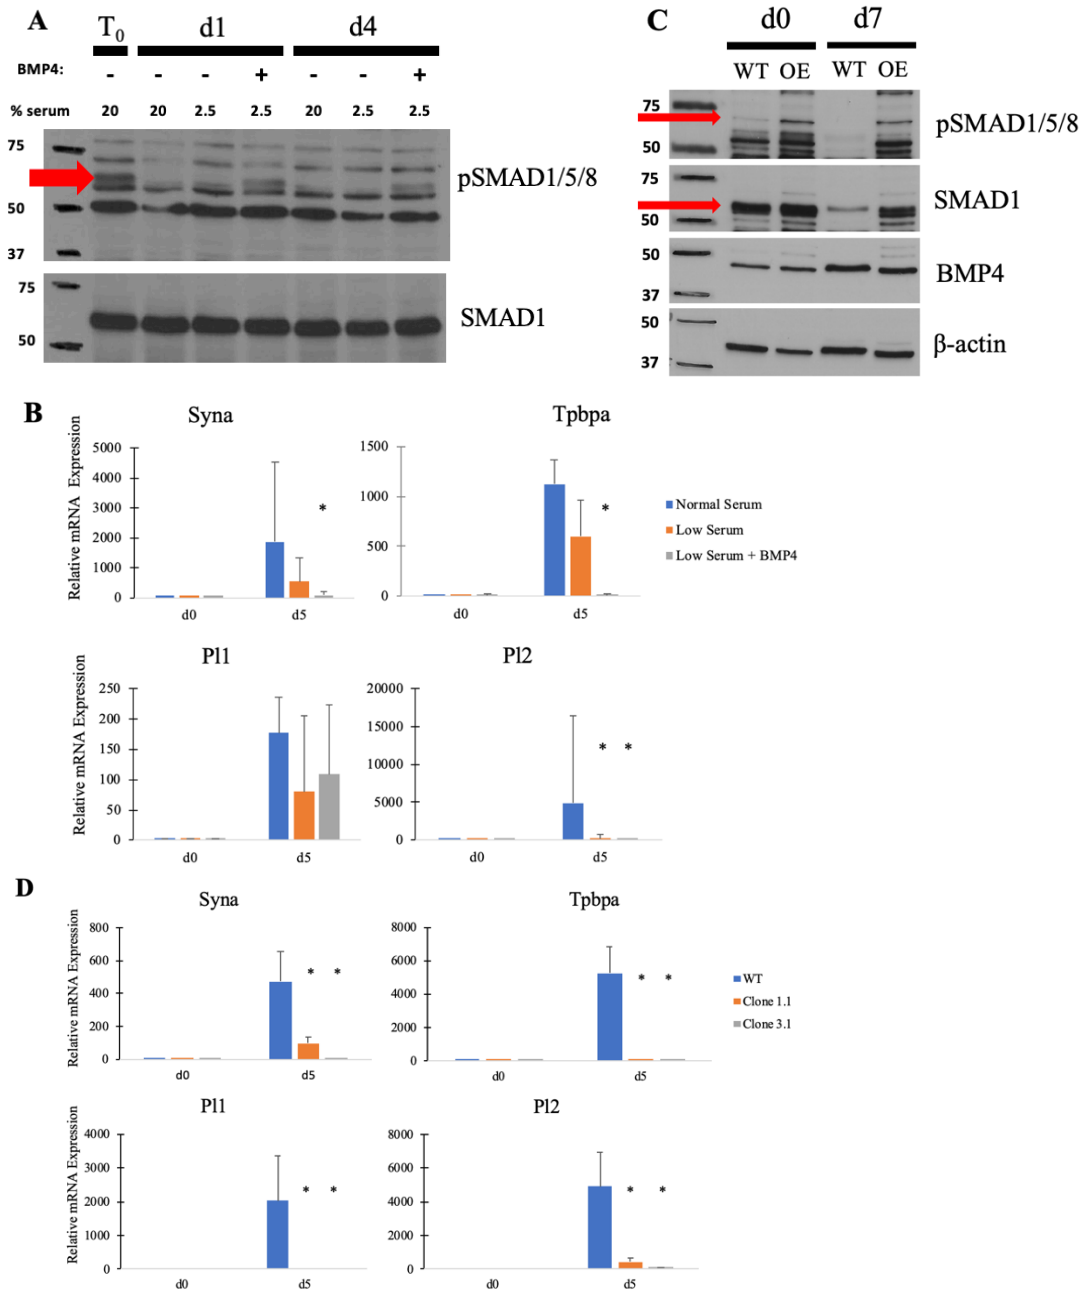 A
T0
d1
d4
BMP4:
- - - + - - +
% serum
20 20 2.5 2.5 20 2.5 2.5
75
50
37
pSMAD1/5/8
75
50
SMAD1
C
d0
d7
WT OE WT OE
75
50
pSMAD1/5/8
75
50
SMAD1
50
37
BMP4
50
37
β-actin
B
Syna
Relative mRNA Expression
5000
4000
3000
2000
1000
0
*
d0
d5
Tpbpa
1500
1000
500
0
*
d0
d5
Normal Serum
Low Serum
Low Serum + BMP4
Pl1
Relative mRNA Expression
250
200
150
100
50
0
d0
d5
Pl2
20000
15000
10000
5000
0
* *
d0
d5
D
Syna
Relative mRNA Expression
800
600
400
200
0
* *
d0
d5
Tpbpa
8000
6000
4000
2000
0
* *
d0
d5
WT
Clone 1.1
Clone 3.1
Pl1
Relative mRNA Expression
4000
3000
2000
1000
0
* *
d0
d5
Pl2
8000
6000
4000
2000
0
* *
d0
d5